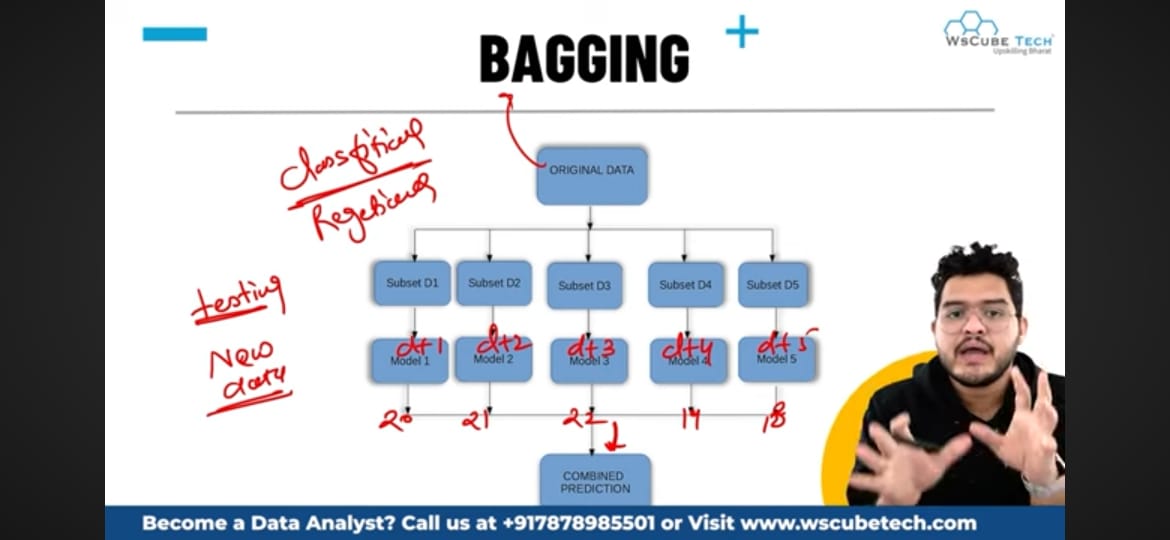 BAGGING
WSCUBE TECH
Upskilling Bharat
ORIGINAL DATA
testing
New
data
Subset D1
Subset D2
Subset D3
Subset D4
Subset D5
dt1
dt2
dt3
dt4
dt5
Model 1
Model 2
Model 3
Model 4
Model 5
20
21
22
14
18
COMBINED
PREDICTION
Become a Data Analyst? Call us at +917878985501 or Visit www.wscubetech.com